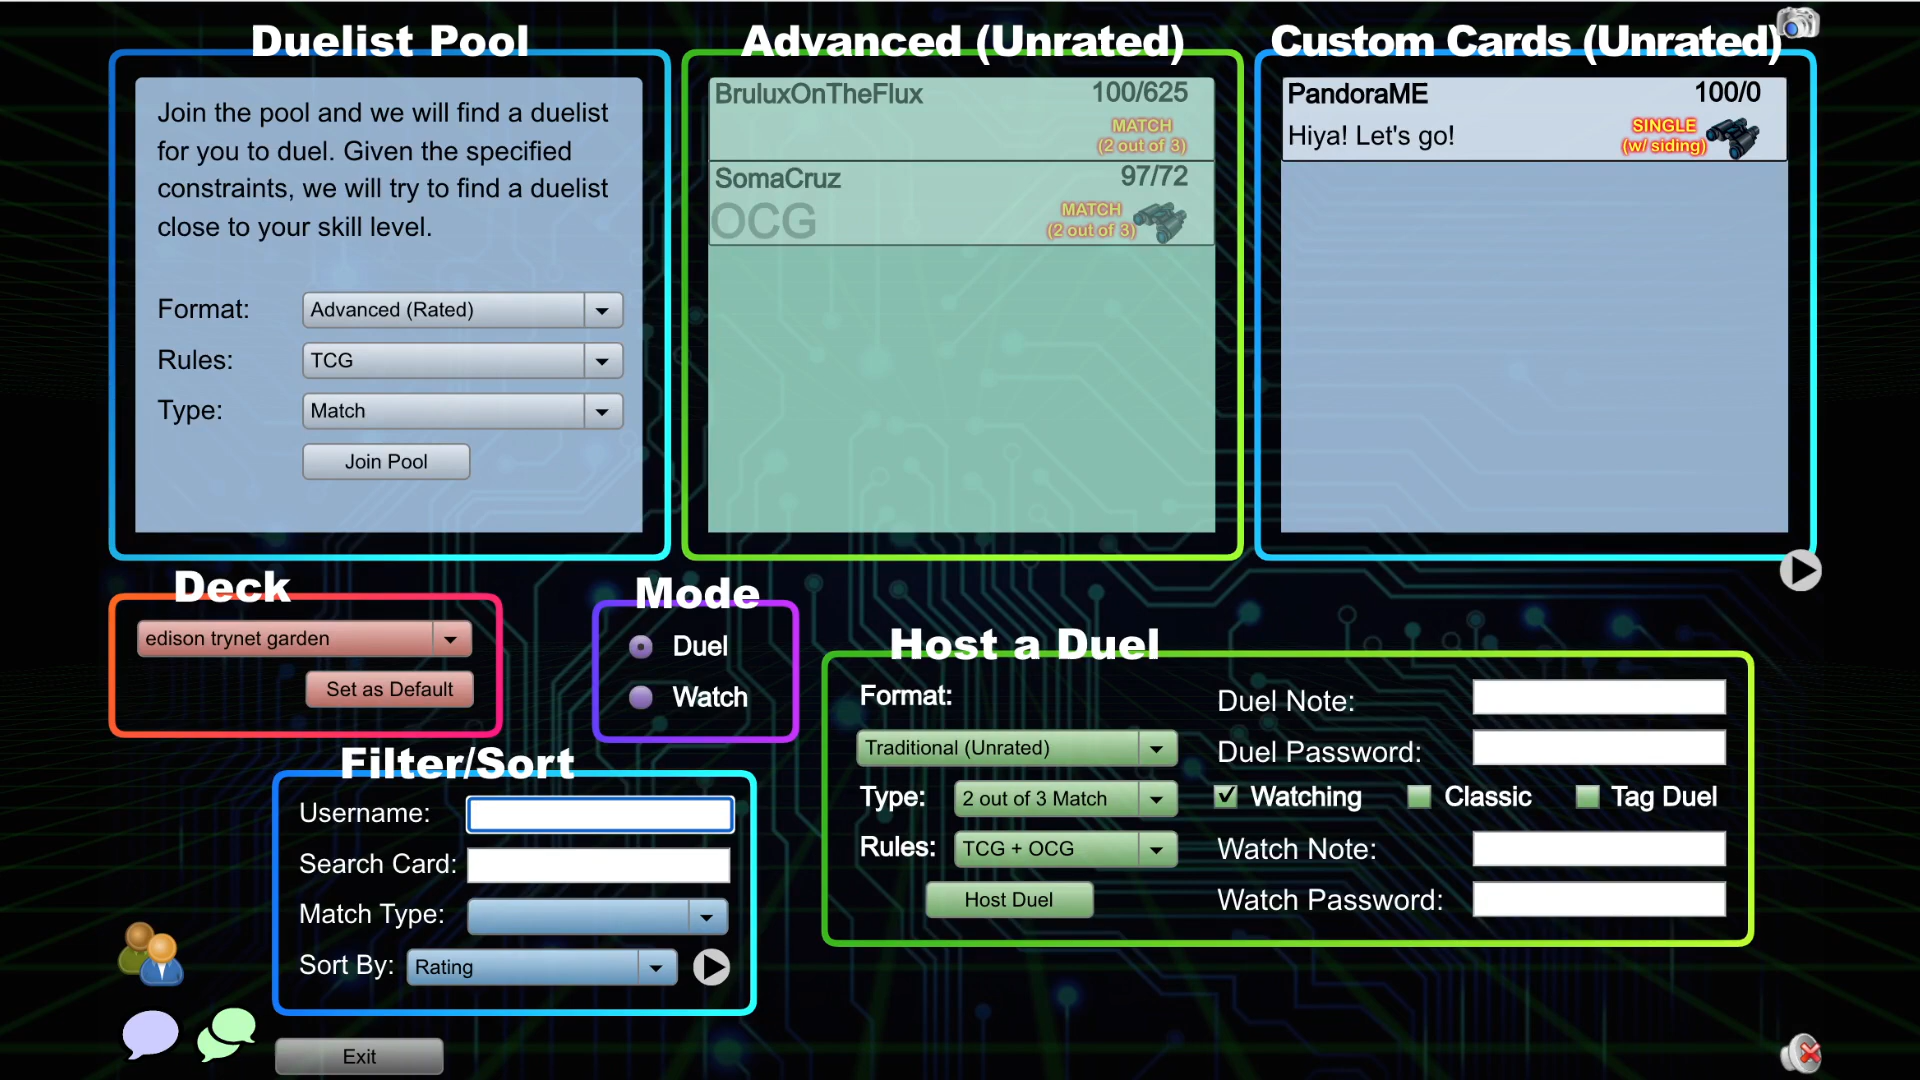 Duelist Pool
Join the pool and we will find a duelist
for you to duel. Given the specified
constraints, we will try to find a duelist
close to your skill level.
Format: Advanced (Rated)
Rules: TCG
Type: Match
Join Pool
Advanced (Unrated)
BruluxOnTheFlux 100/625
MATCH
(2 out of 3)
SomaCruz 97/72
OCG MATCH
(2 out of 3)
Custom Cards (Unrated)
PandoraME 100/0
Hiya! Let's go! SINGLE
(w/ siding)
Deck
edison trynet garden
Set as Default
Mode
Duel
Watch
Filter/Sort
Username:
Search Card:
Match Type:
Sort By: Rating
Exit
Host a Duel
Format:
Traditional (Unrated)
Type: 2 out of 3 Match
Rules: TCG + OCG
Host Duel
Duel Note:
Duel Password:
Watching Classic Tag Duel
Watch Note:
Watch Password: